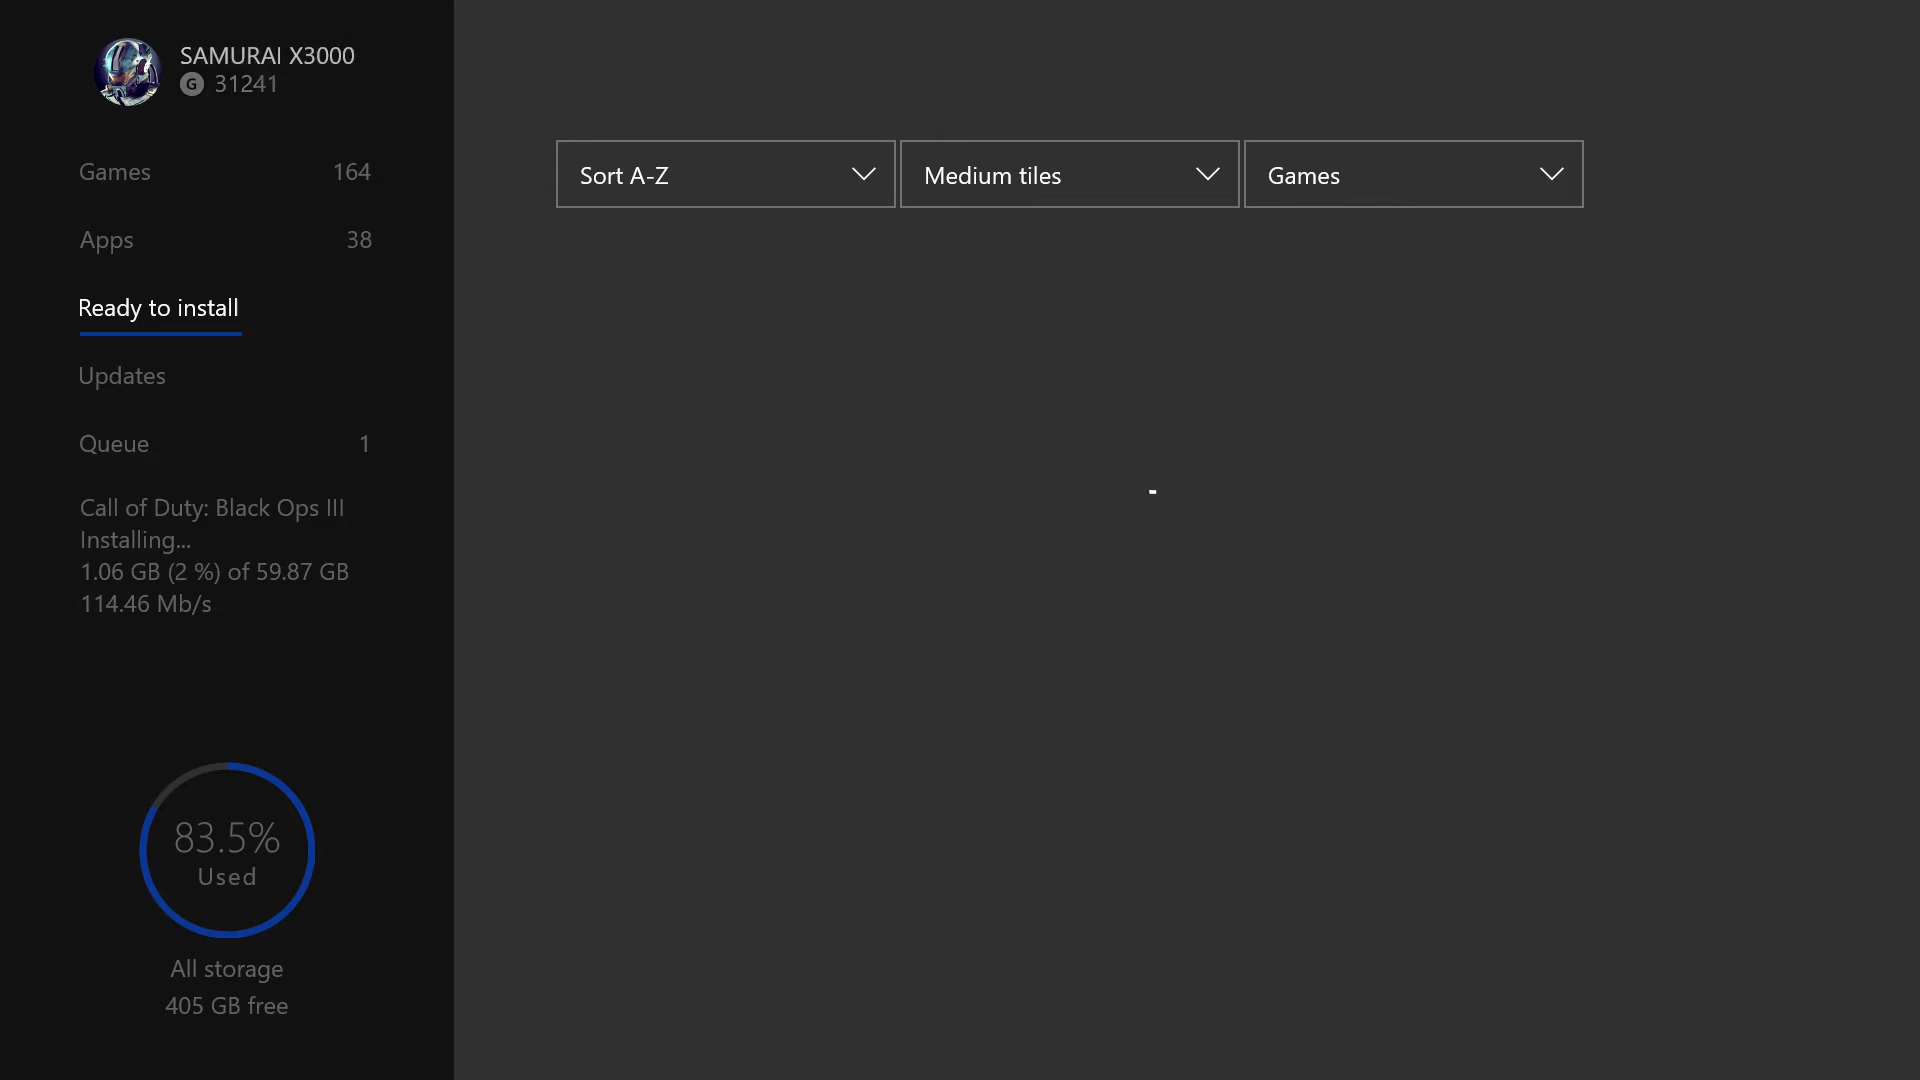 SAMURAI X3000
G 31241
Games 164
Apps 38
Ready to install
Updates
Queue 1
Call of Duty: Black Ops III
Installing...
1.06 GB (2 %) of 59.87 GB
114.46 Mb/s
83.5%
Used
All storage
405 GB free
Sort A-Z
Medium tiles
Games